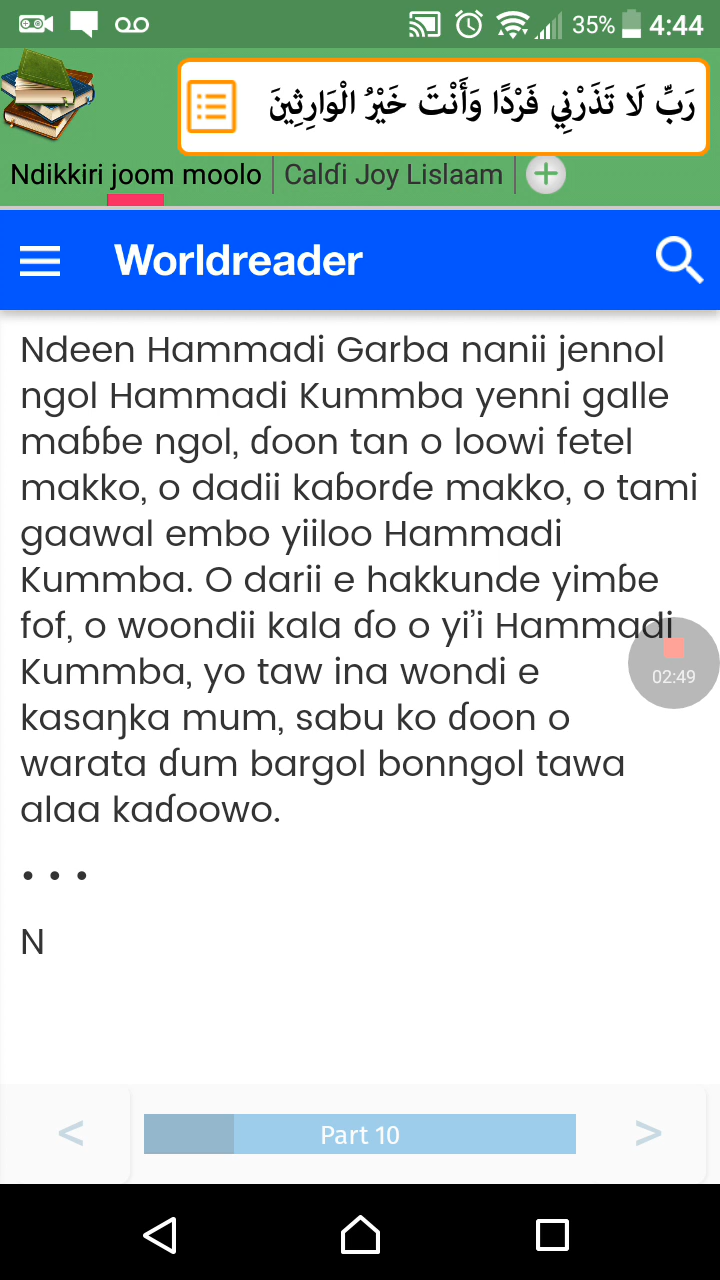 35% 4:44
رَبِّ لَا تَذَرْنِي فَرْدًا وَأَنْتَ خَيْرُ الْوَارِثِينَ
Ndikkiri joom moolo Calɗi Joy Lislaam
Worldreader
Ndeen Hammadi Garba nanii jennol
ngol Hammadi Kummba yenni galle
maɓɓe ngol, ɗoon tan o loowi fetel
makko, o dadii kaɓorɗe makko, o tami
gaawal embo yiiloo Hammadi
Kummba. O darii e hakkunde yimɓe
fof, o woondii kala ɗo o yi’i Hammadi
Kummba, yo taw ina wondi e
kasaŋka mum, sabu ko ɗoon o
warata ɗum bargol bonngol tawa
alaa kaɗoowo.
• • •
N
02:49
< Part 10 >